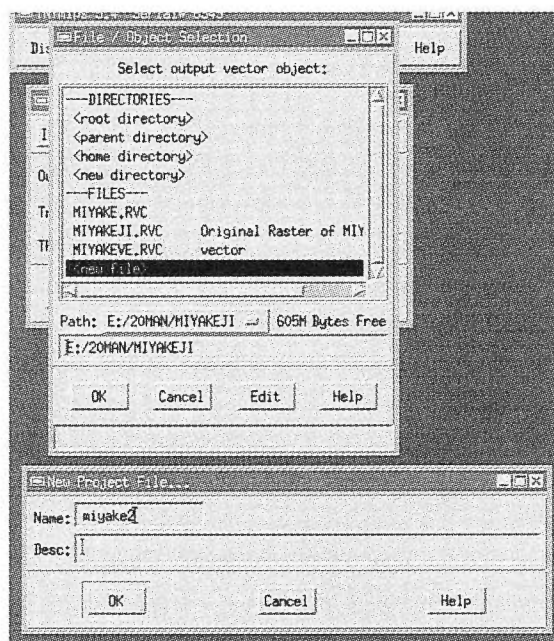 Help
File / Object Selection
Select output vector object:
---DIRECTORIES---
<root directory>
<parent directory>
<home directory>
<new directory>
---FILES---
MIYAKE.RVC
MIYAKEJI.RVC Original Raster of MIY
MIYAKEVE.RVC vector
<new file>
Path: E:/20MAN/MIYAKEJI 605M Bytes Free
E:/20MAN/MIYAKEJI
OK Cancel Edit Help
New Project File...
Name: miyake2
Desc:
OK Cancel Help